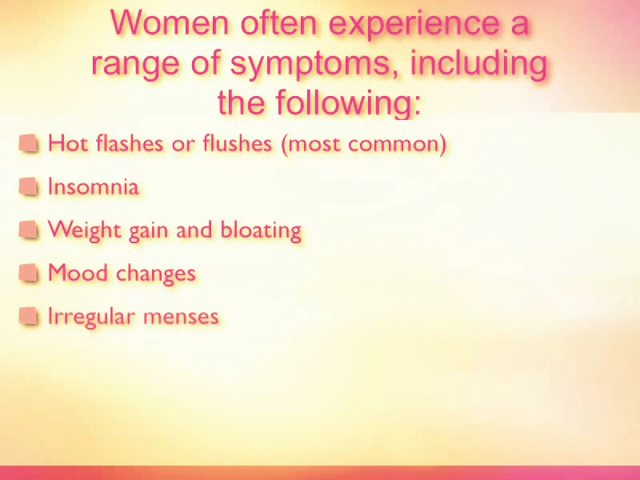 Women often experience a
range of symptoms, including
the following:
Hot flashes or flushes (most common)
Insomnia
Weight gain and bloating
Mood changes
Irregular menses